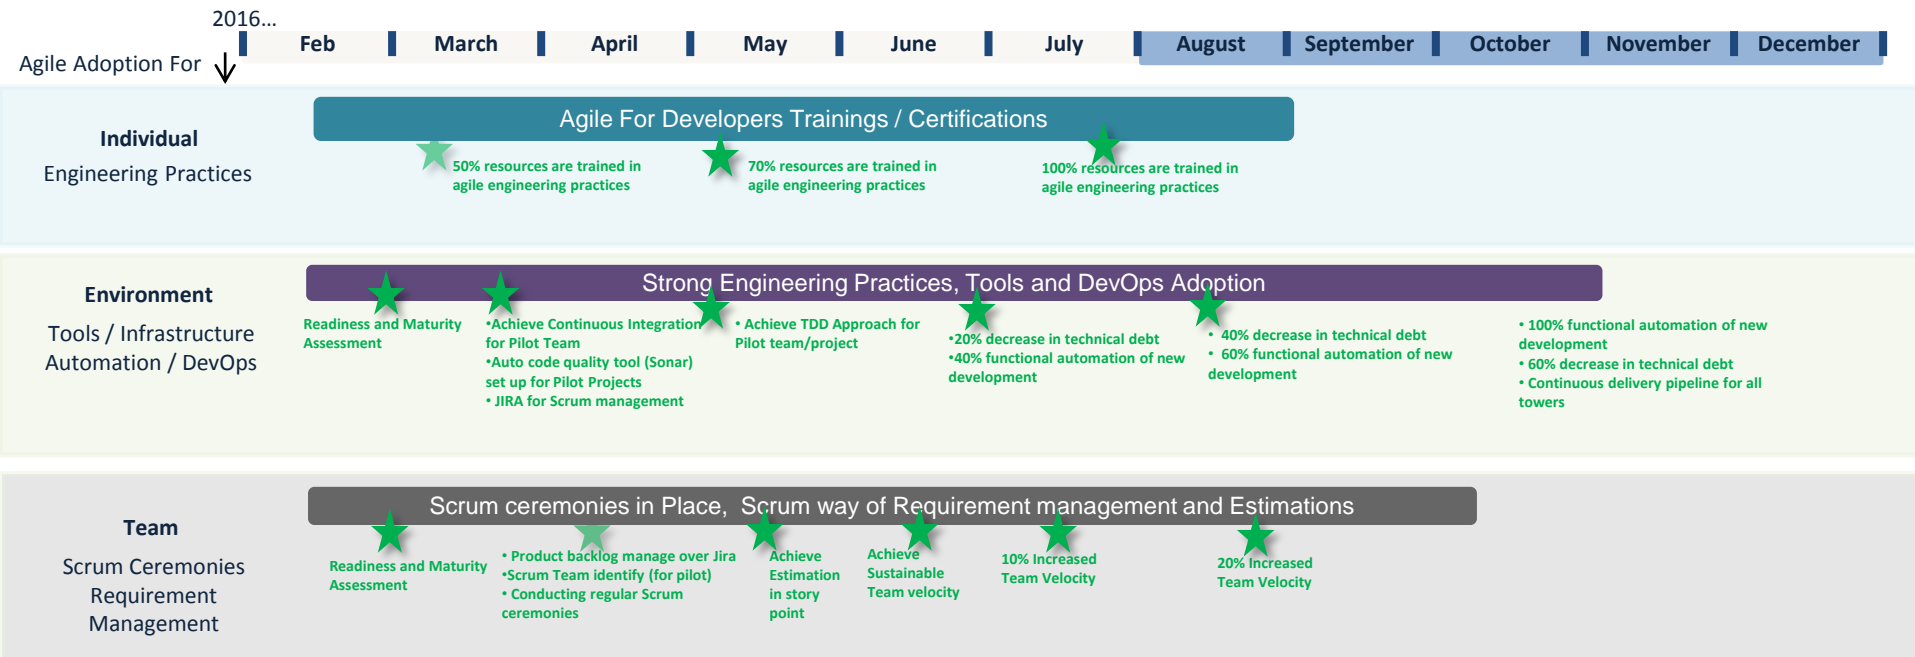 2016...
Feb March April May June July August September October November December
Agile Adoption For
Agile For Developers Trainings / Certifications
Individual
Engineering Practices
50% resources are trained in
agile engineering practices
70% resources are trained in
agile engineering practices
100% resources are trained in
agile engineering practices
Strong Engineering Practices, Tools and DevOps Adoption
Environment
Tools / Infrastructure
Automation / DevOps
Readiness and Maturity
Assessment
•Achieve Continuous Integration
for Pilot Team
•Auto code quality tool (Sonar)
set up for Pilot Projects
• JIRA for Scrum management
• Achieve TDD Approach for
Pilot team/project
•20% decrease in technical debt
•40% functional automation of new
development
• 40% decrease in technical debt
• 60% functional automation of new
development
• 100% functional automation of new
development
• 60% decrease in technical debt
• Continuous delivery pipeline for all
towers
Scrum ceremonies in Place, Scrum way of Requirement management and Estimations
Team
Scrum Ceremonies
Requirement
Management
Readiness and Maturity
Assessment
• Product backlog manage over Jira
•Scrum Team identify (for pilot)
• Conducting regular Scrum
ceremonies
Achieve
Estimation
in story
point
Achieve
Sustainable
Team velocity
10% Increased
Team Velocity
20% Increased
Team Velocity